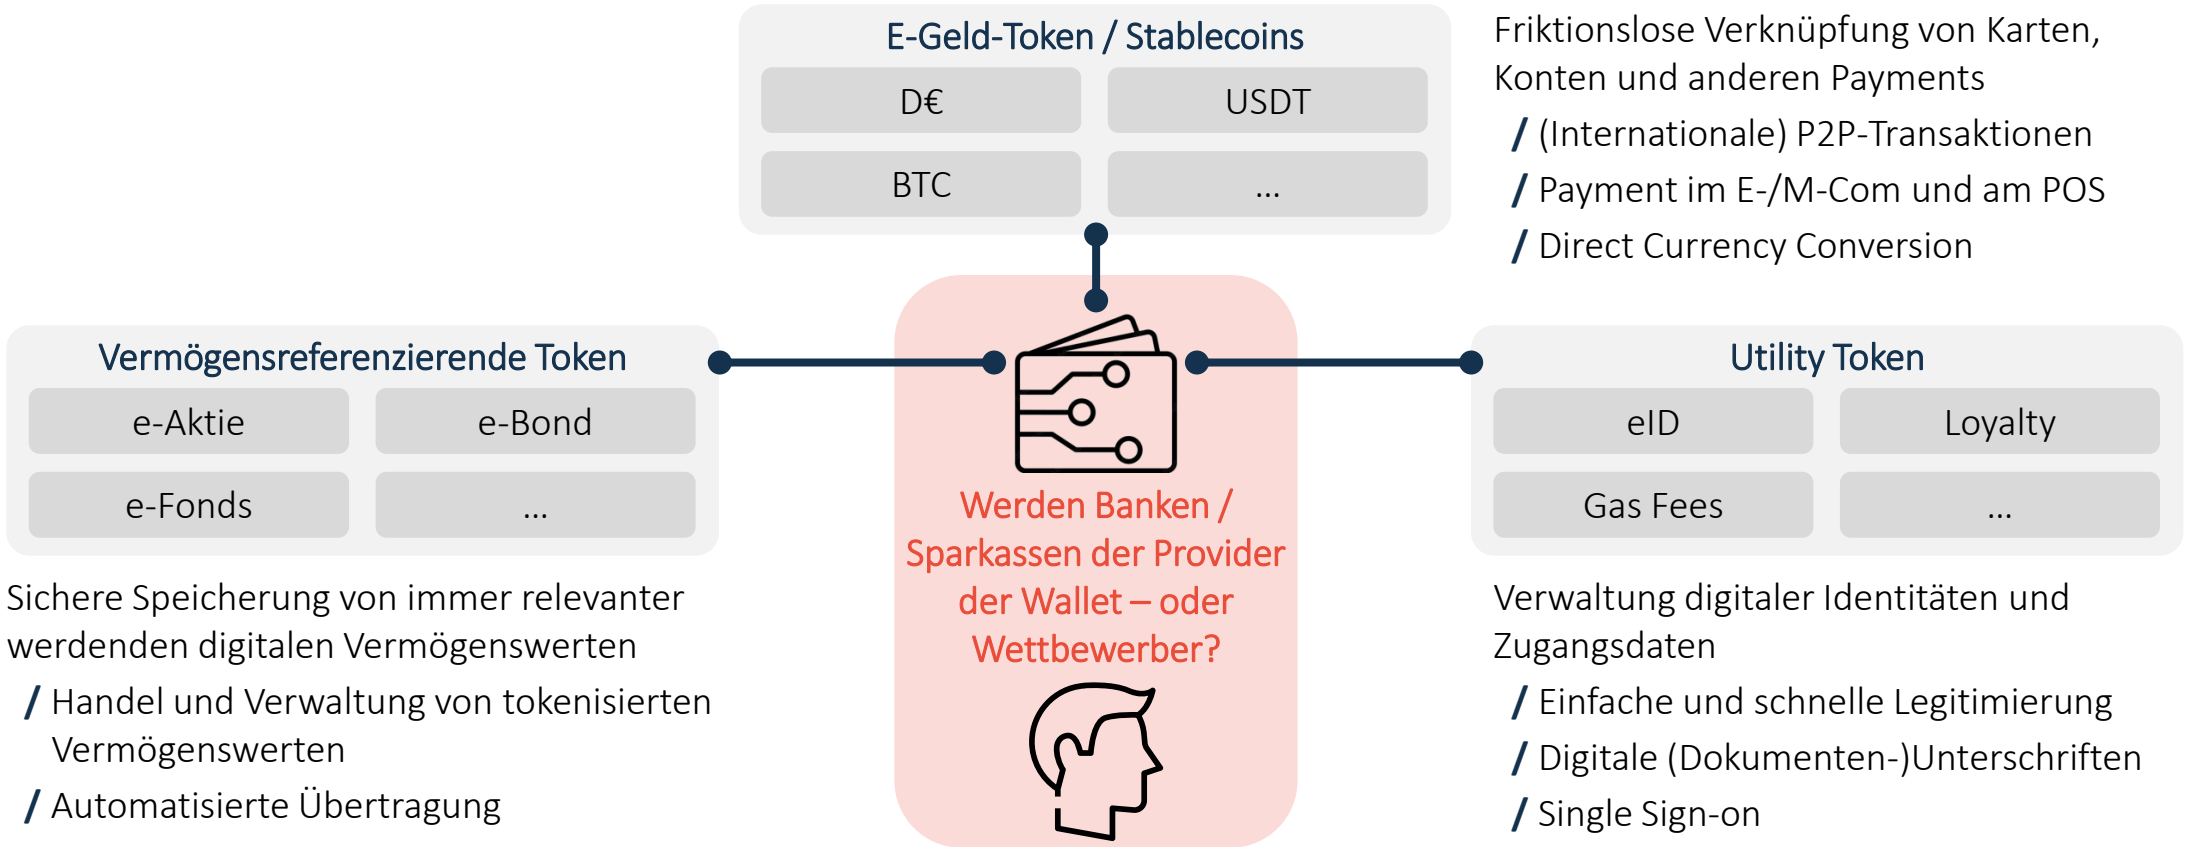 E-Geld-Token / Stablecoins
D€
USDT
BTC
...
Friktionslose Verknüpfung von Karten,
Konten und anderen Payments
/ (Internationale) P2P-Transaktionen
/ Payment im E-/M-Com und am POS
/ Direct Currency Conversion
Vermögensreferenzierende Token
e-Aktie
e-Bond
e-Fonds
...
Sichere Speicherung von immer relevanter
werdenden digitalen Vermögenswerten
/ Handel und Verwaltung von tokenisierten
Vermögenswerten
/ Automatisierte Übertragung
Werden Banken /
Sparkassen der Provider
der Wallet – oder
Wettbewerber?
Utility Token
eID
Loyalty
Gas Fees
...
Verwaltung digitaler Identitäten und
Zugangsdaten
/ Einfache und schnelle Legitimierung
/ Digitale (Dokumenten-)Unterschriften
/ Single Sign-on